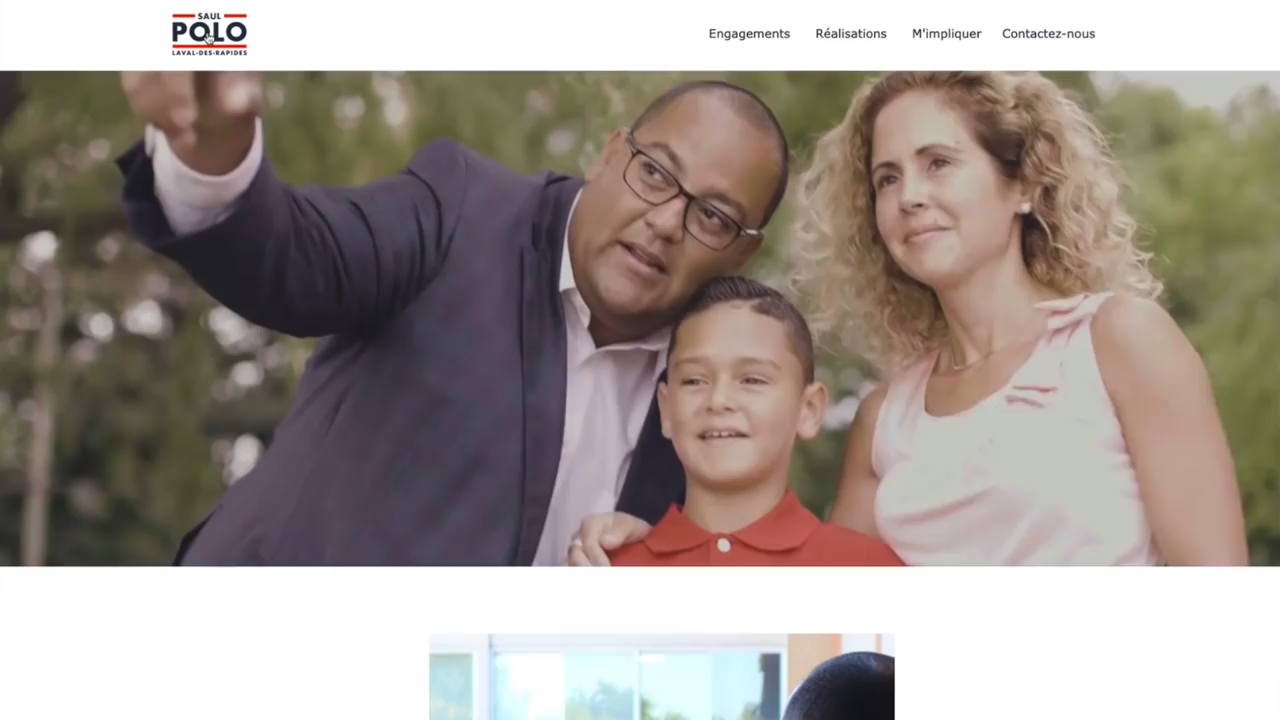 SAUL
POLO
LAVAL-DES-RAPIDES
Engagements Réalisations M'impliquer Contactez-nous